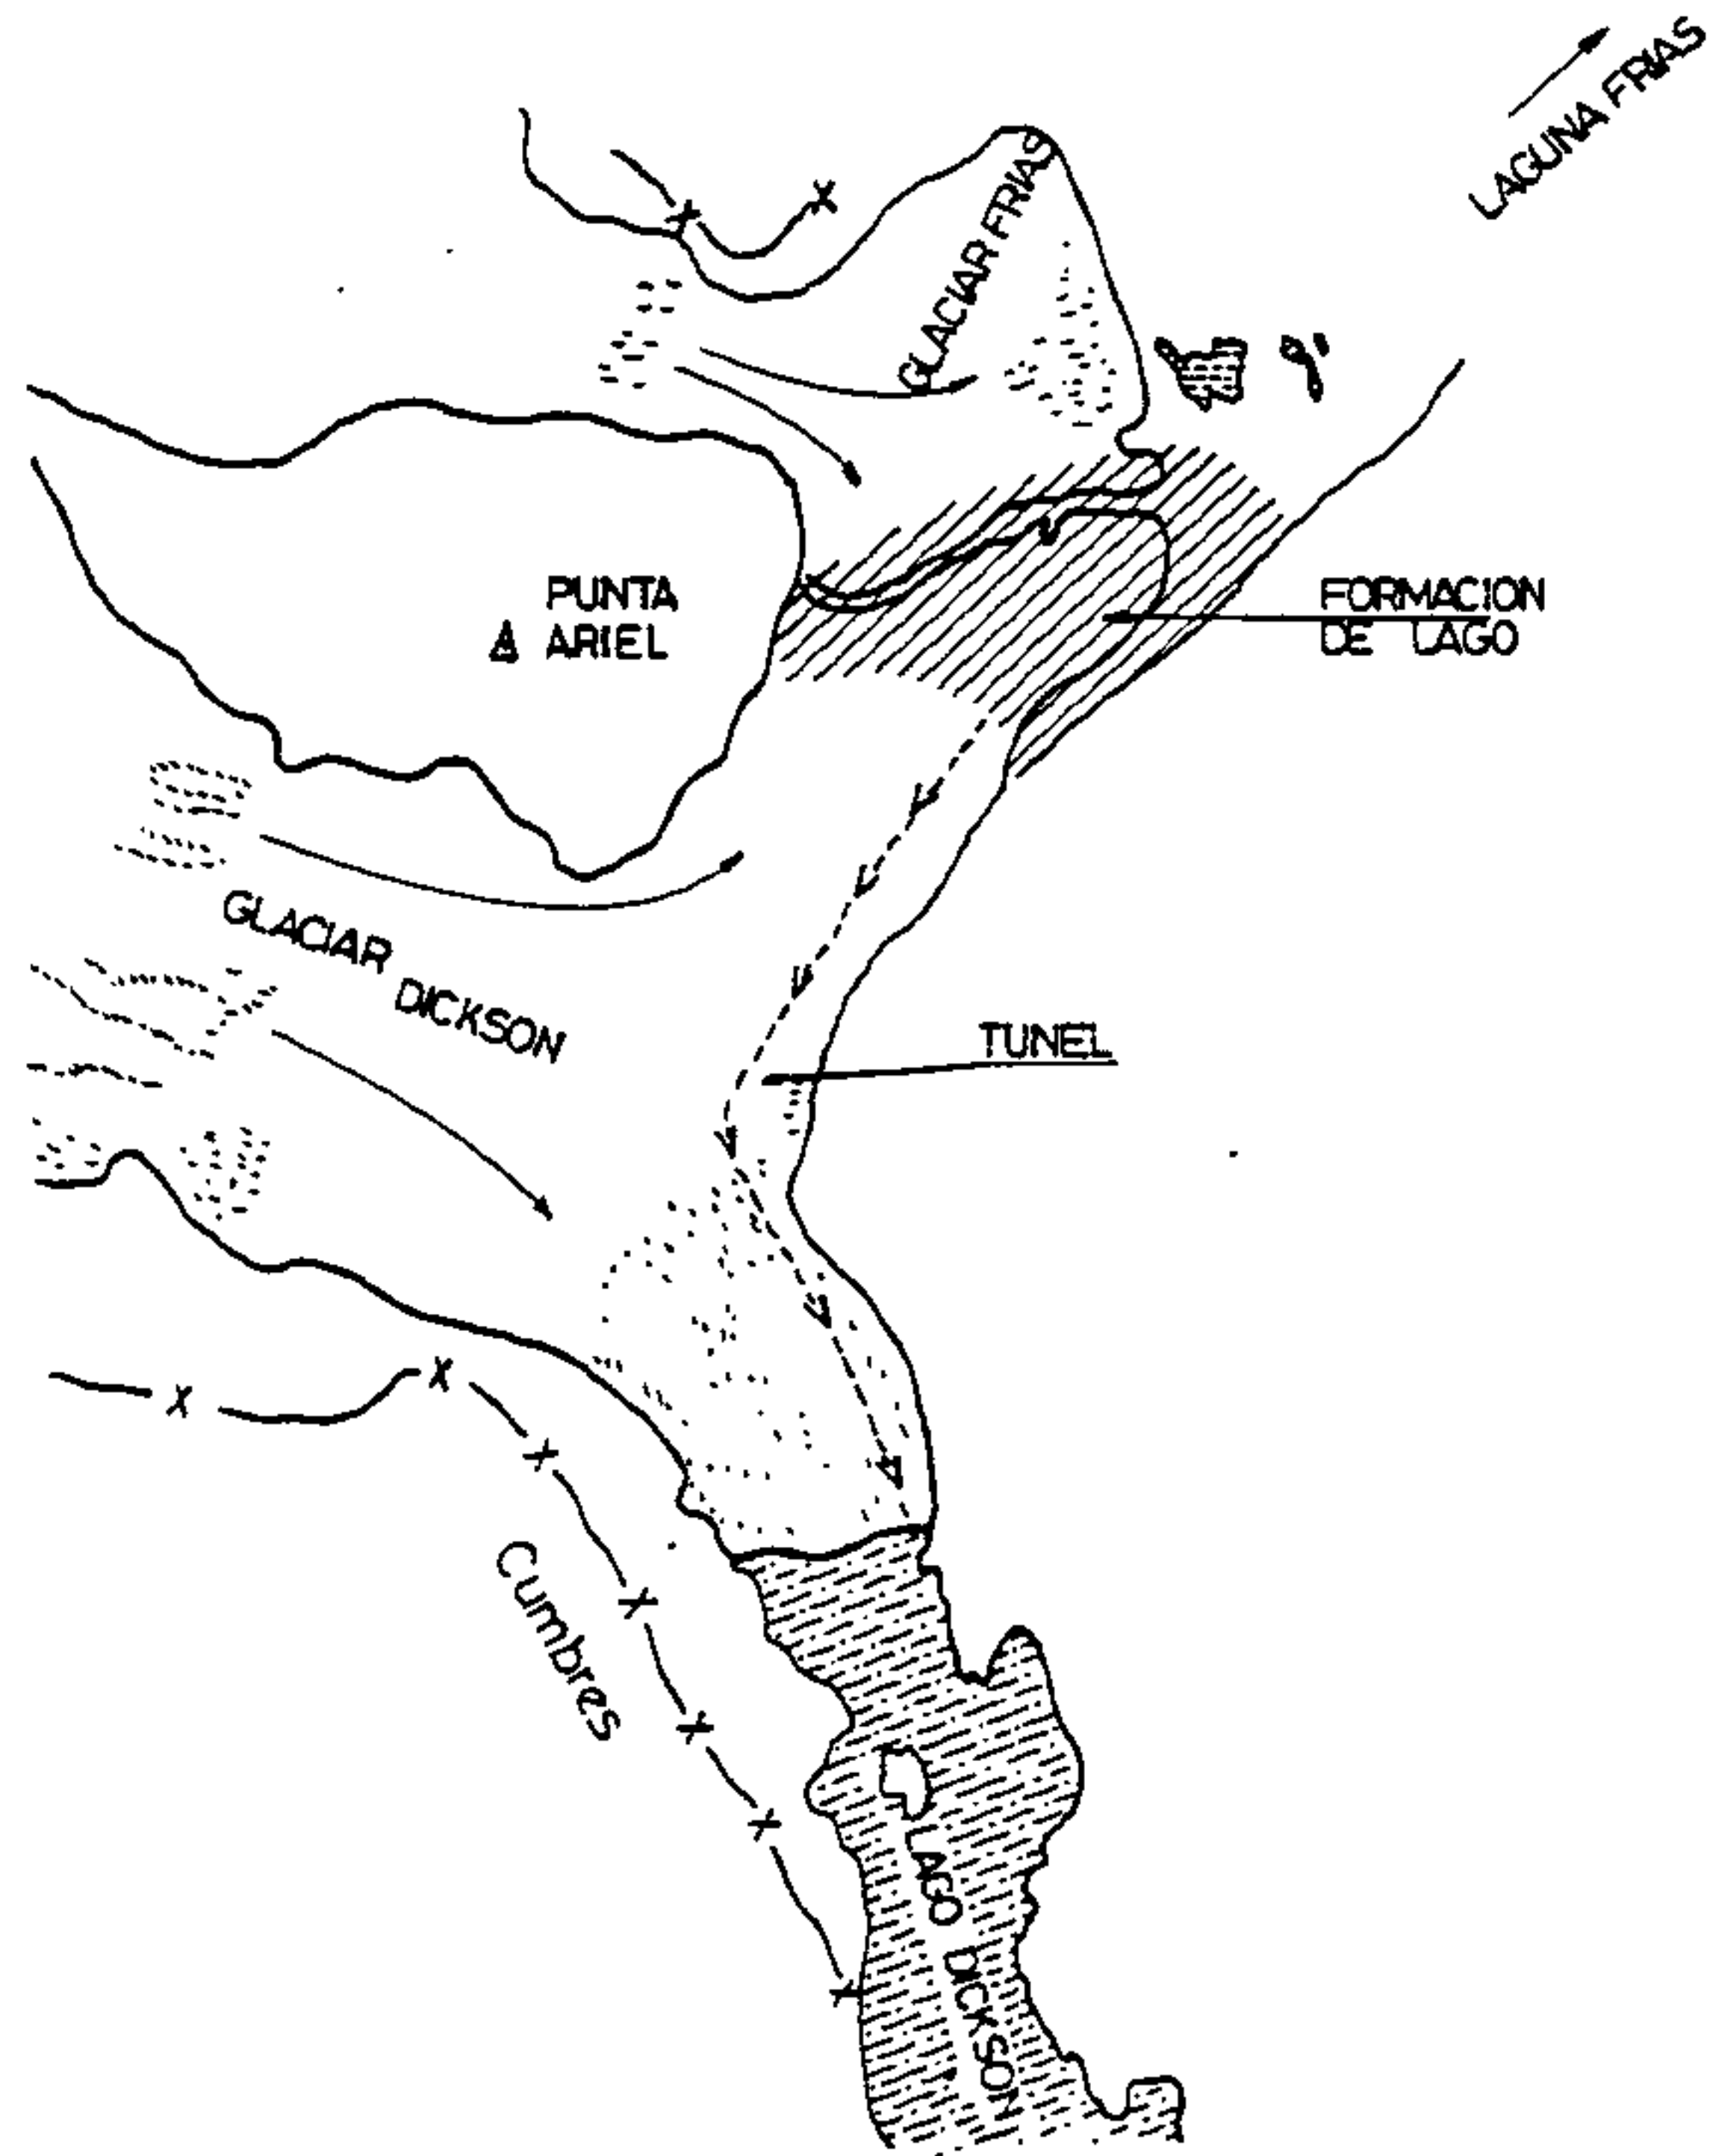 LAGUNA FRIAS
GLACIAR FRIAS
PUNTA
ARIEL
FORMACION
DE LAGO
GLACIAR
DICKSON
TUNEL
Cumbres
LAGO DICKSON